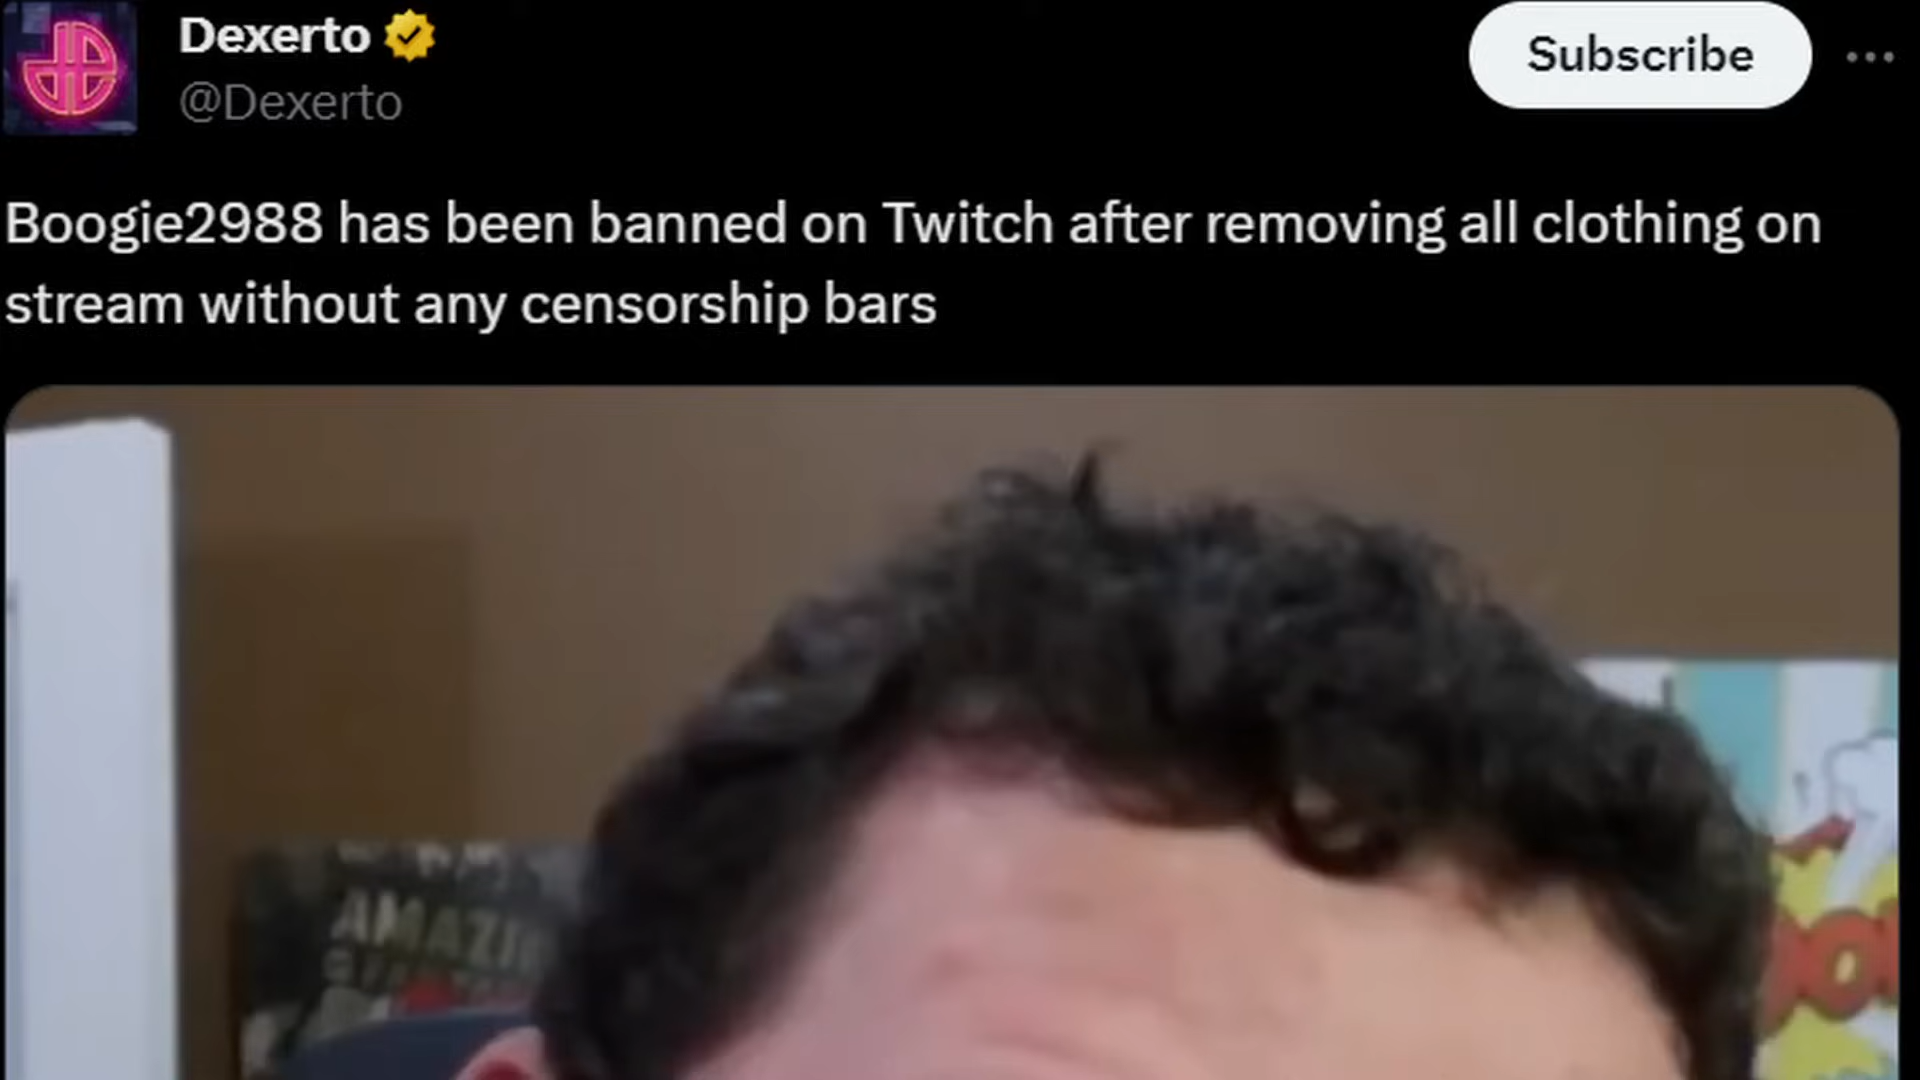 Dexerto
@Dexerto
Subscribe
Boogie2988 has been banned on Twitch after removing all clothing on
stream without any censorship bars
AMAZIN